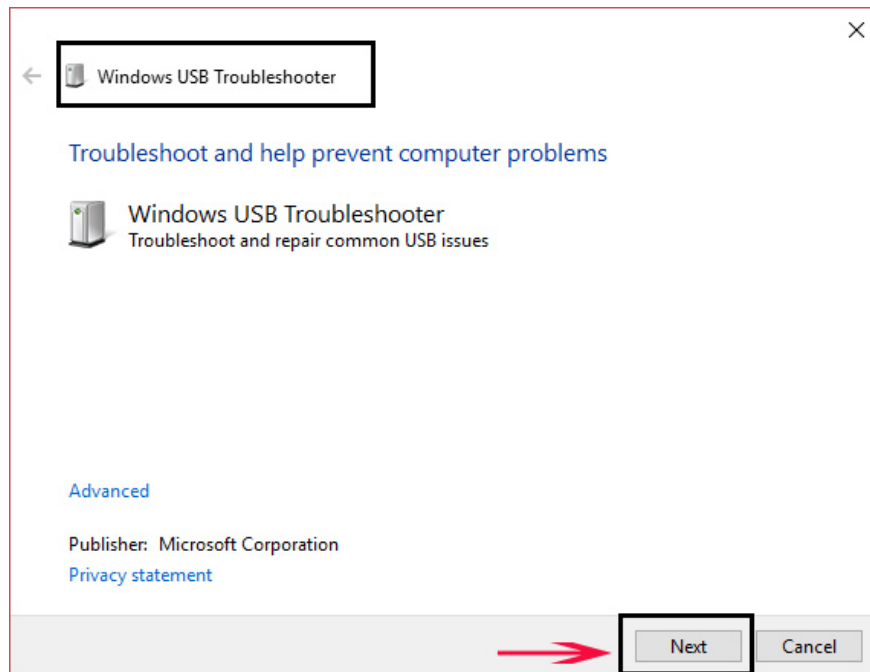 Windows USB Troubleshooter
Troubleshoot and help prevent computer problems
Windows USB Troubleshooter
Troubleshoot and repair common USB issues
Advanced
Publisher: Microsoft Corporation
Privacy statement
Next Cancel